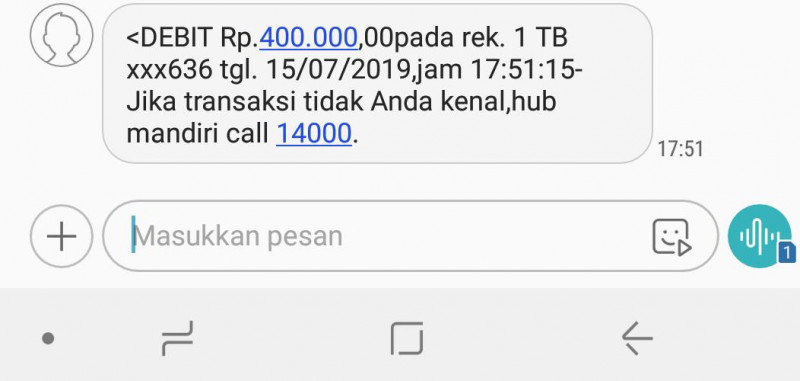 <DEBIT Rp.400.000,00pada rek. 1 TB
xxx636 tgl. 15/07/2019,jam 17:51:15-
Jika transaksi tidak Anda kenal,hub
mandiri call 14000.
17:51
Masukkan pesan
1